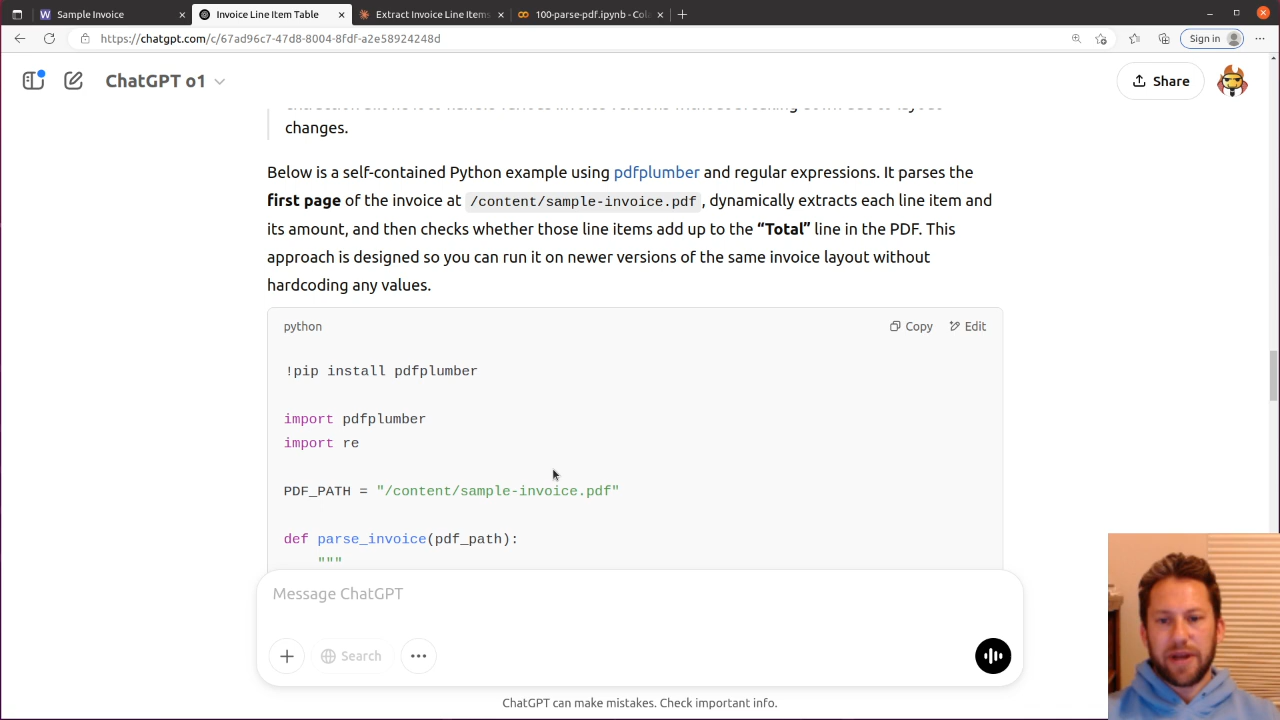 Sample Invoice
Invoice Line Item Table
Extract Invoice Line Items
100-parse-pdf.ipynb - Cola
https://chatgpt.com/c/67ad96c7-47d8-8004-8fdf-a2e58924248d
Sign in
ChatGPT o1
Share
changes.
Below is a self-contained Python example using pdfplumber and regular expressions. It parses the
first page of the invoice at /content/sample-invoice.pdf, dynamically extracts each line item and
its amount, and then checks whether those line items add up to the “Total” line in the PDF. This
approach is designed so you can run it on newer versions of the same invoice layout without
hardcoding any values.
python
Copy
Edit
!pip install pdfplumber
import pdfplumber
import re
PDF_PATH = "/content/sample-invoice.pdf"
def parse_invoice(pdf_path):
"""
Message ChatGPT
Search
ChatGPT can make mistakes. Check important info.